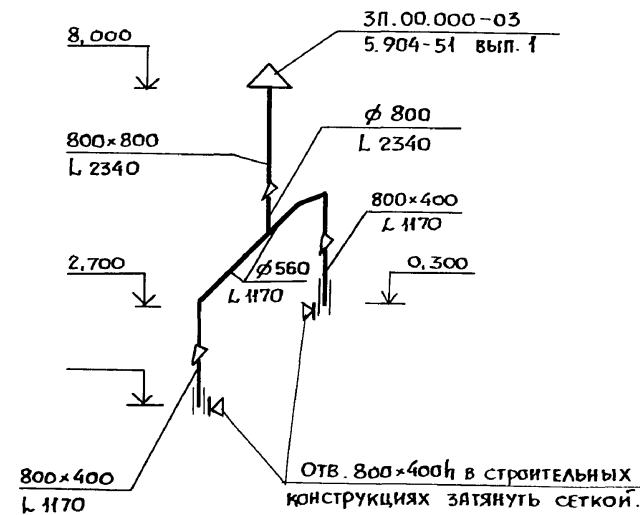 8,000
3П.00.000-03
5.904-51 вып. 1
ϕ 800
L 2340
800×800
L 2340
800×400
L 1170
2,700
ϕ560
L 1170
0,300
800×400
L 1170
Отв. 800×400h в строительных
конструкциях затянуть сеткой.